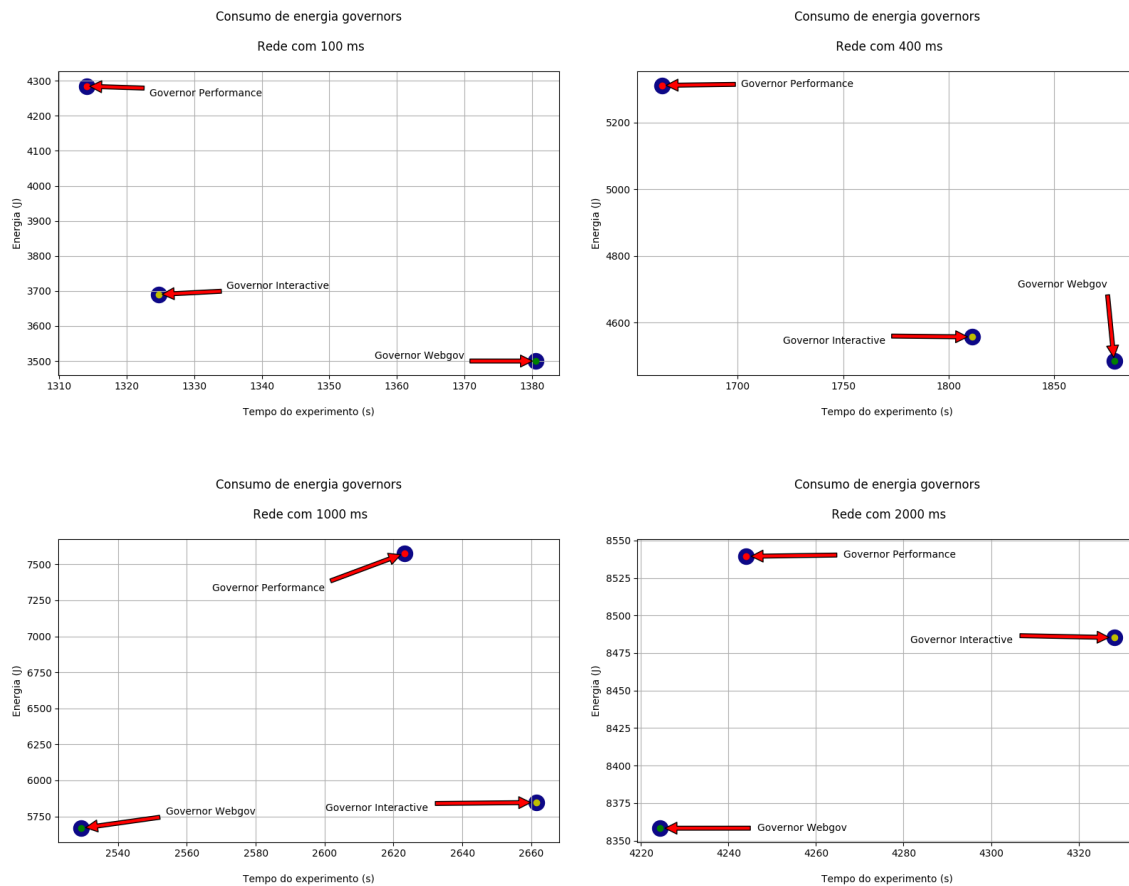 Consumo de energia governors
Rede com 100 ms
4300
4200
4100
4000
3900
3800
3700
3600
3500
Energia (J)
Governor Performance
Governor Interactive
Governor Webgov
1310
1320
1330
1340
1350
1360
1370
1380
Tempo do experimento (s)
Consumo de energia governors
Rede com 400 ms
5200
5000
4800
4600
Energia (J)
Governor Performance
Governor Webgov
Governor Interactive
1700
1750
1800
1850
Tempo do experimento (s)
Consumo de energia governors
Rede com 1000 ms
7500
7250
7000
6750
6500
6250
6000
5750
Energia (J)
Governor Performance
Governor Webgov
Governor Interactive
2540
2560
2580
2600
2620
2640
2660
Tempo do experimento (s)
Consumo de energia governors
Rede com 2000 ms
8550
8525
8500
8475
8450
8425
8400
8375
8350
Energia (J)
Governor Performance
Governor Interactive
Governor Webgov
4220
4240
4260
4280
4300
4320
Tempo do experimento (s)